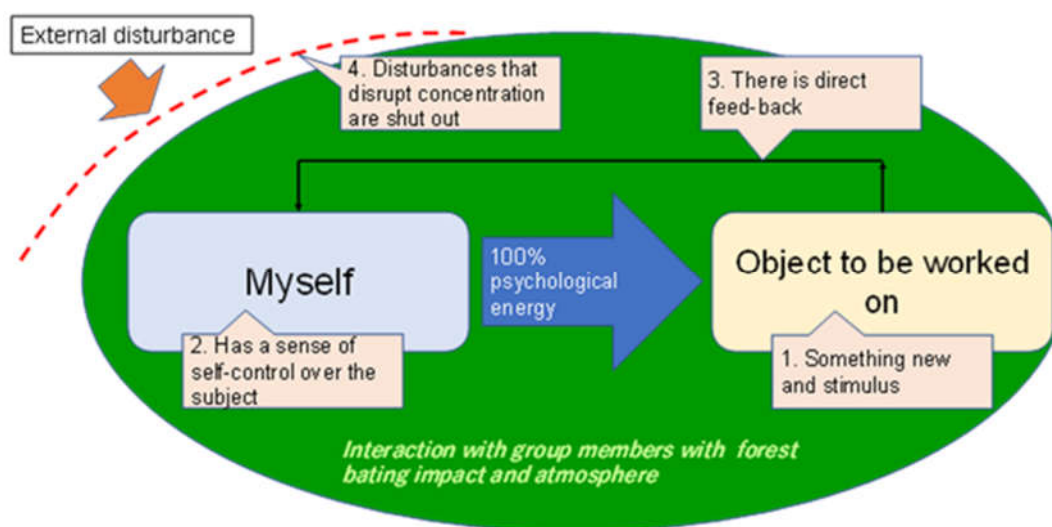 External disturbance
4. Disturbances that
disrupt concentration
are shut out
3. There is direct
feed-back
Myself
100%
psychological
energy
Object to be worked
on
2. Has a sense of
self-control over the
subject
1. Something new
and stimulus
Interaction with group members with forest
bating impact and atmosphere